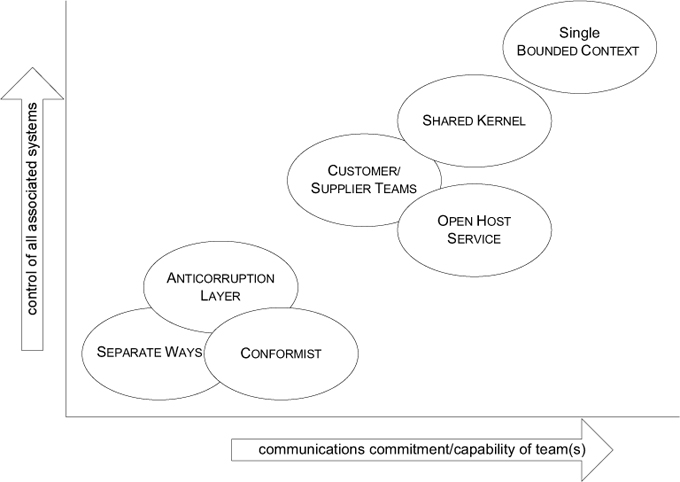 Single
BOUNDED CONTEXT
SHARED KERNEL
CUSTOMER/
SUPPLIER TEAMS
OPEN HOST
SERVICE
ANTICORRUPTION
LAYER
SEPARATE WAYS
CONFORMIST
control of all associated systems
communications commitment/capability of team(s)